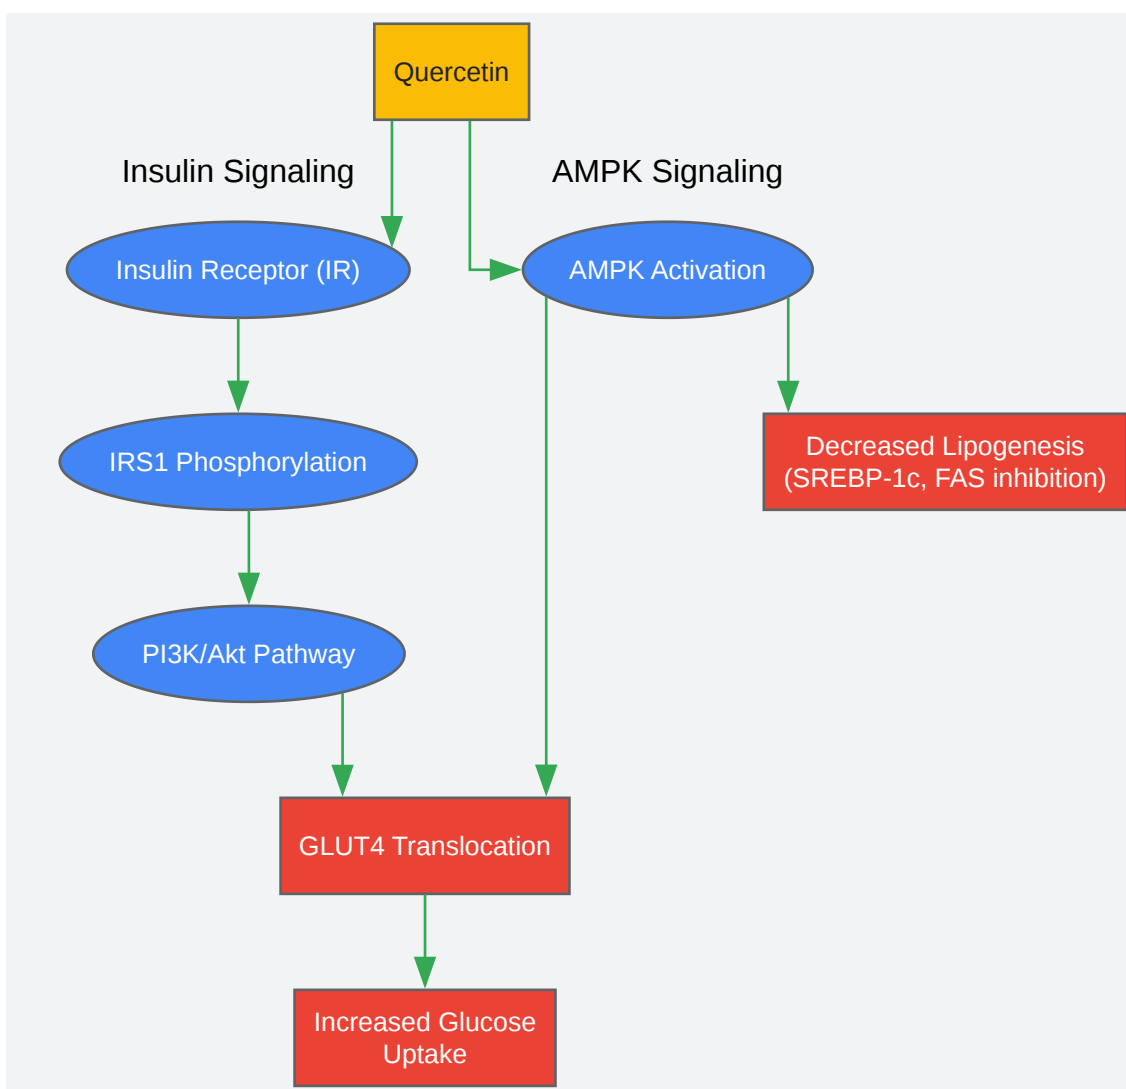 Quercetin
Insulin Signaling
AMPK Signaling
Insulin Receptor (IR)
AMPK Activation
IRS1 Phosphorylation
Decreased Lipogenesis
(SREBP-1c, FAS inhibition)
PI3K/Akt Pathway
GLUT4 Translocation
Increased Glucose
Uptake